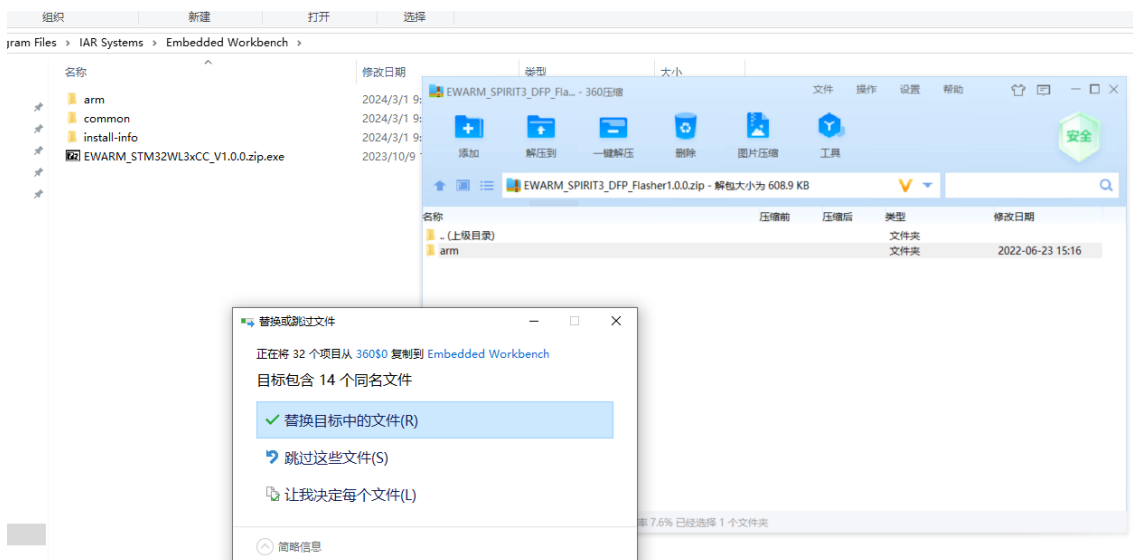 组织 新建 打开 选择
gram Files › IAR Systems › Embedded Workbench ›
名称 修改日期 类型 大小
arm 2024/3/1 9:
common 2024/3/1 9:
install-info 2024/3/1 9:
EWARM_STM32WL3xCC_V1.0.0.zip.exe 2023/10/9
EWARM_SPIRIT3_DFP_Fla... - 360压缩 文件 操作 设置 帮助
添加 解压到 一键解压 删除 图片压缩 工具
安全
EWARM_SPIRIT3_DFP_Flasher1.0.0.zip - 解包大小为 608.9 KB
名称 压缩前 压缩后 类型 修改日期
.. (上级目录) 文件夹
arm 文件夹 2022-06-23 15:16
替换或跳过文件
正在将 32 个项目从 360$0 复制到 Embedded Workbench
目标包含 14 个同名文件
替换目标中的文件(R)
跳过这些文件(S)
让我决定每个文件(L)
率 7.6% 已经选择 1 个文件夹
简略信息